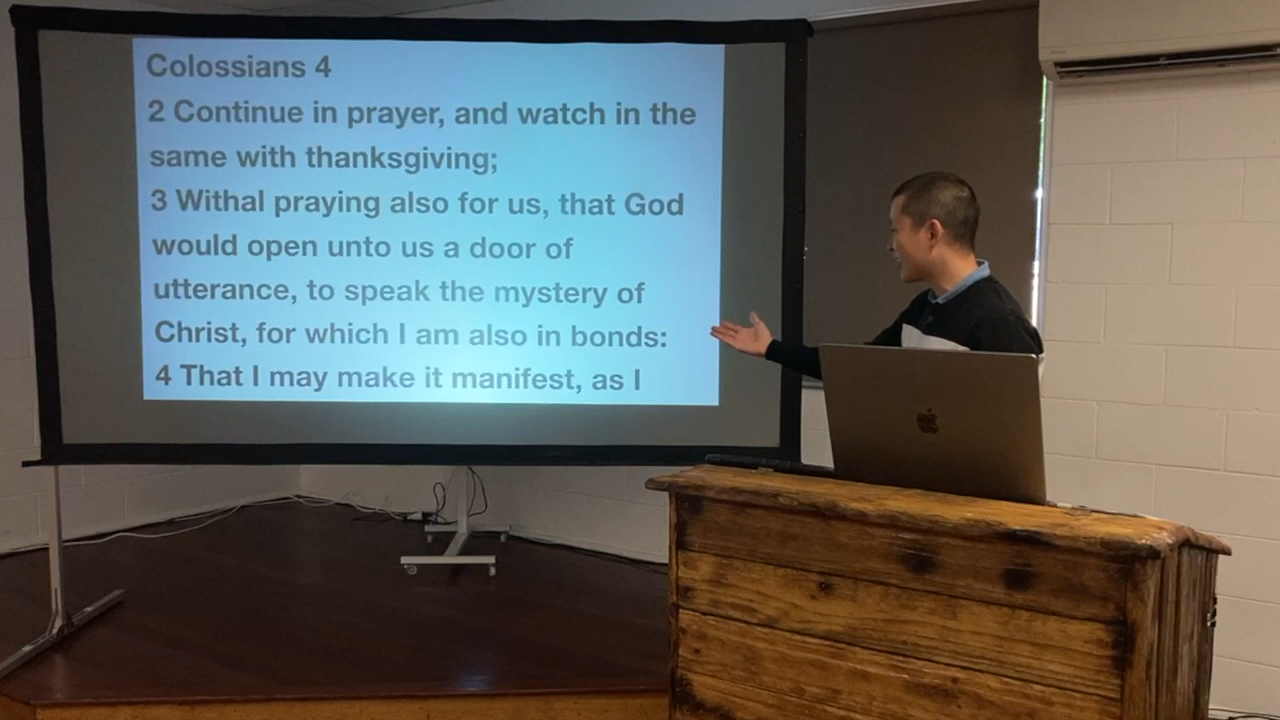 Colossians 4
2 Continue in prayer, and watch in the
same with thanksgiving;
3 Withal praying also for us, that God
would open unto us a door of
utterance, to speak the mystery of
Christ, for which I am also in bonds:
4 That I may make it manifest, as I